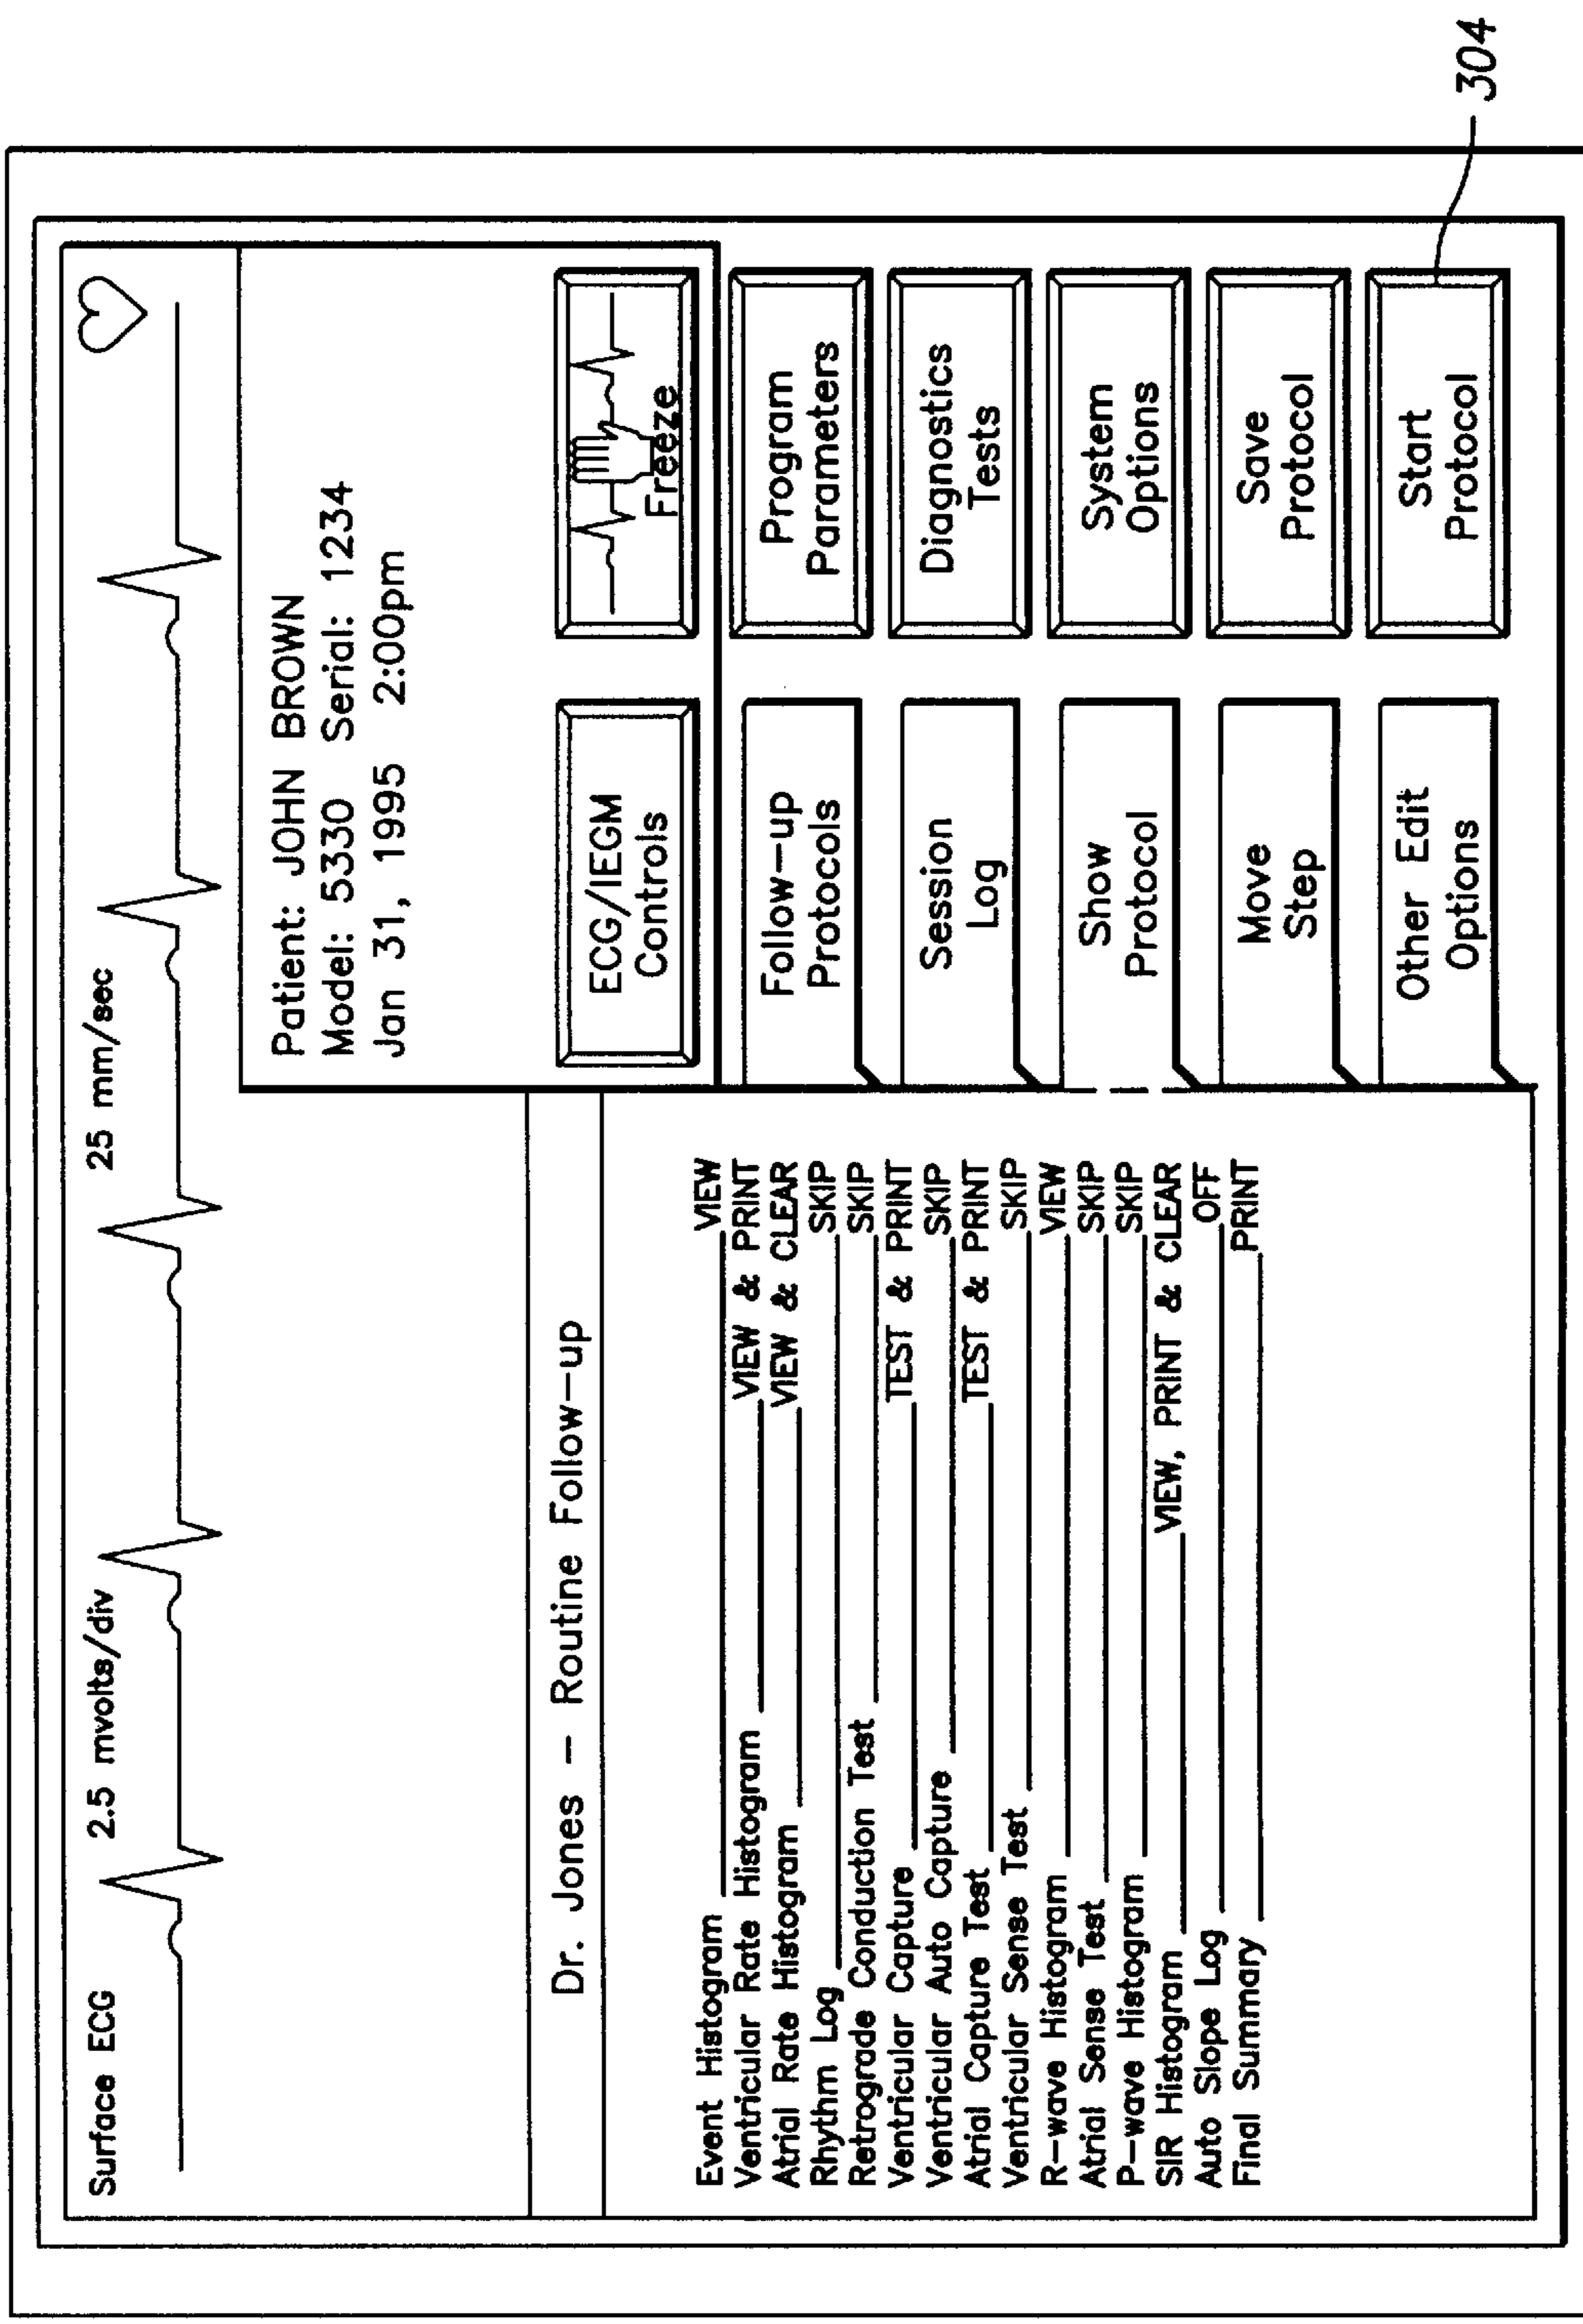 Surface ECG 2.5 mvolts/div 25 mm/sec
Patient: JOHN BROWN
Model: 5330 Serial: 1234
Jan 31, 1995 2:00pm
ECG/IEGM
Controls
Freeze
Dr. Jones – Routine Follow-up
Event Histogram VIEW
Ventricular Rate Histogram VIEW & PRINT
Atrial Rate Histogram VIEW & CLEAR
Rhythm Log SKIP
Retrograde Conduction Test SKIP
Ventricular Capture TEST & PRINT
Ventricular Auto Capture SKIP
Atrial Capture Test TEST & PRINT
Ventricular Sense Test SKIP
R-wave Histogram VIEW
Atrial Sense Test SKIP
P-wave Histogram SKIP
SIR Histogram VIEW, PRINT & CLEAR
Auto Slope Log OFF
Final Summary PRINT
Follow-up
Protocols
Program
Parameters
Session
Log
Diagnostics
Tests
Show
Protocol
System
Options
Move
Step
Save
Protocol
Other Edit
Options
Start
Protocol
304